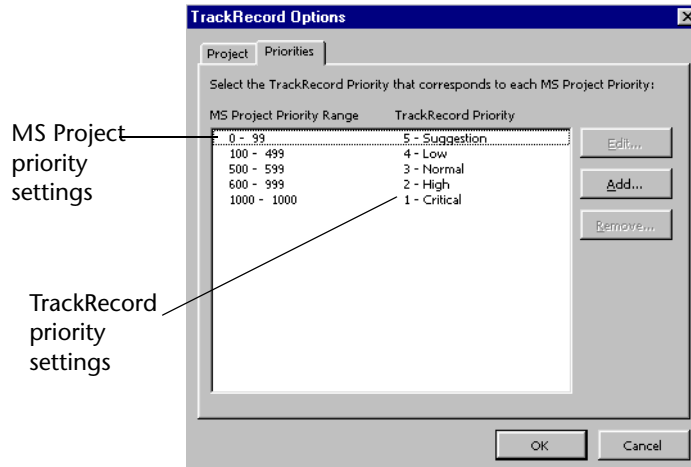 TrackRecord Options
Project Priorities
Select the TrackRecord Priority that corresponds to each MS Project Priority:
MS Project Priority Range TrackRecord Priority
0 - 99 5 - Suggestion
100 - 499 4 - Low
500 - 599 3 - Normal
600 - 999 2 - High
1000 - 1000 1 - Critical
Edit...
Add...
Remove...
MS Project
priority
settings
TrackRecord
priority
settings
OK Cancel